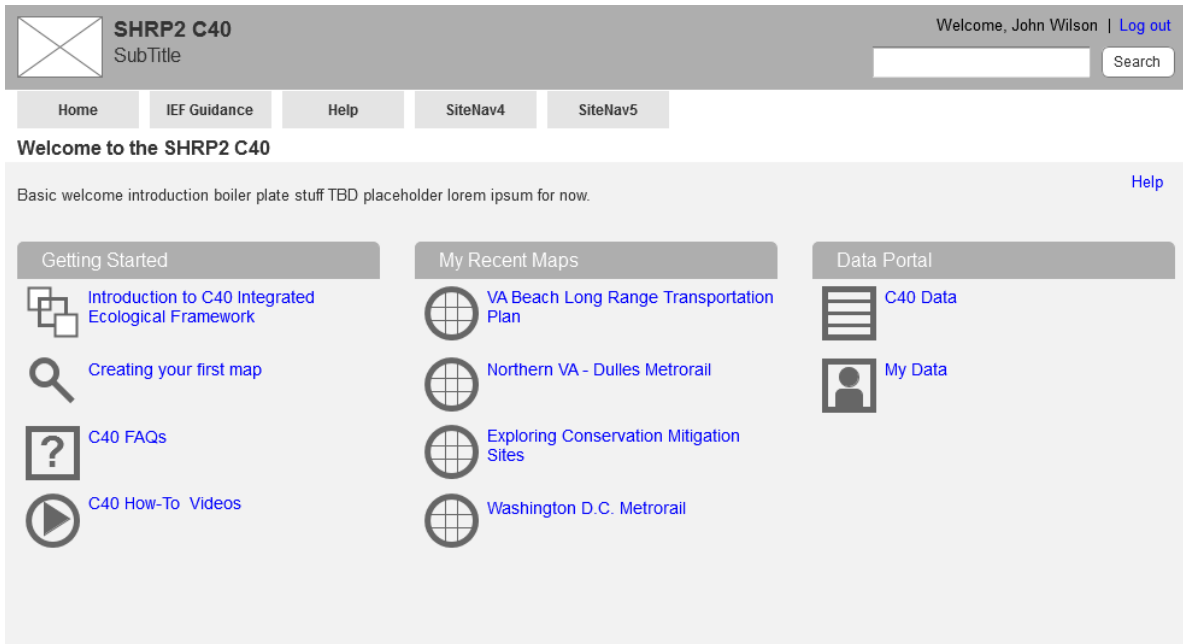 SHRP2 C40
SubTitle
Welcome, John Wilson | Log out
Search
Home
IEF Guidance
Help
SiteNav4
SiteNav5
Welcome to the SHRP2 C40
Help
Basic welcome introduction boiler plate stuff TBD placeholder lorem ipsum for now.
Getting Started
Introduction to C40 Integrated
Ecological Framework
Creating your first map
?
C40 FAQs
C40 How-To Videos
My Recent Maps
VA Beach Long Range Transportation
Plan
Northern VA - Dulles Metrorail
Exploring Conservation Mitigation
Sites
Washington D.C. Metrorail
Data Portal
C40 Data
My Data